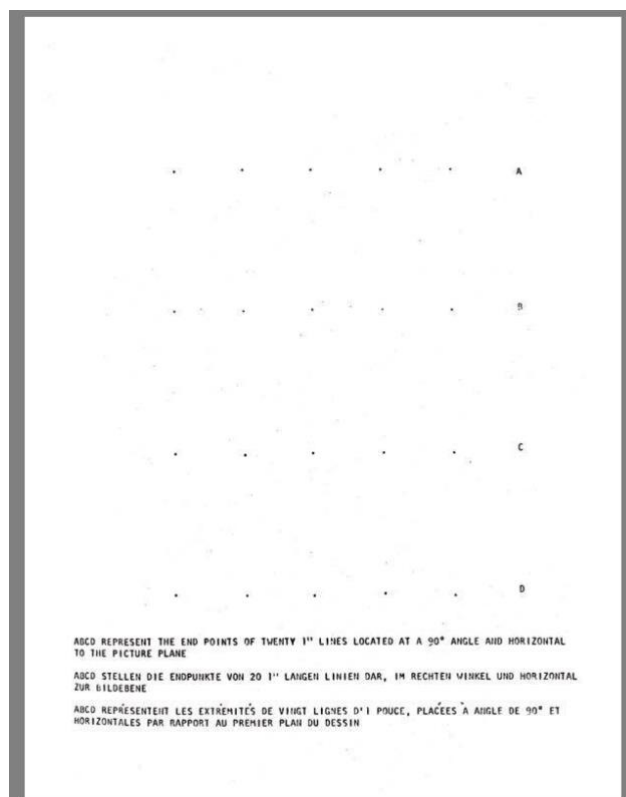 A
B
C
D
ABCD REPRESENT THE END POINTS OF TWENTY 1" LINES LOCATED AT A 90° ANGLE AND HORIZONTAL
TO THE PICTURE PLANE
ABCD STELLEN DIE ENDPUNKTE VON 20 1" LANGEN LINIEN DAR, IM RECHTEN WINKEL UND HORIZONTAL
ZUR BILDEBENE
ABCD REPRÉSENTENT LES EXTRÉMITÉS DE VINGT LIGNES D'1 POUCE, PLACÉES À ANGLE DE 90° ET
HORIZONTALES PAR RAPPORT AU PREMIER PLAN DU DESSIN